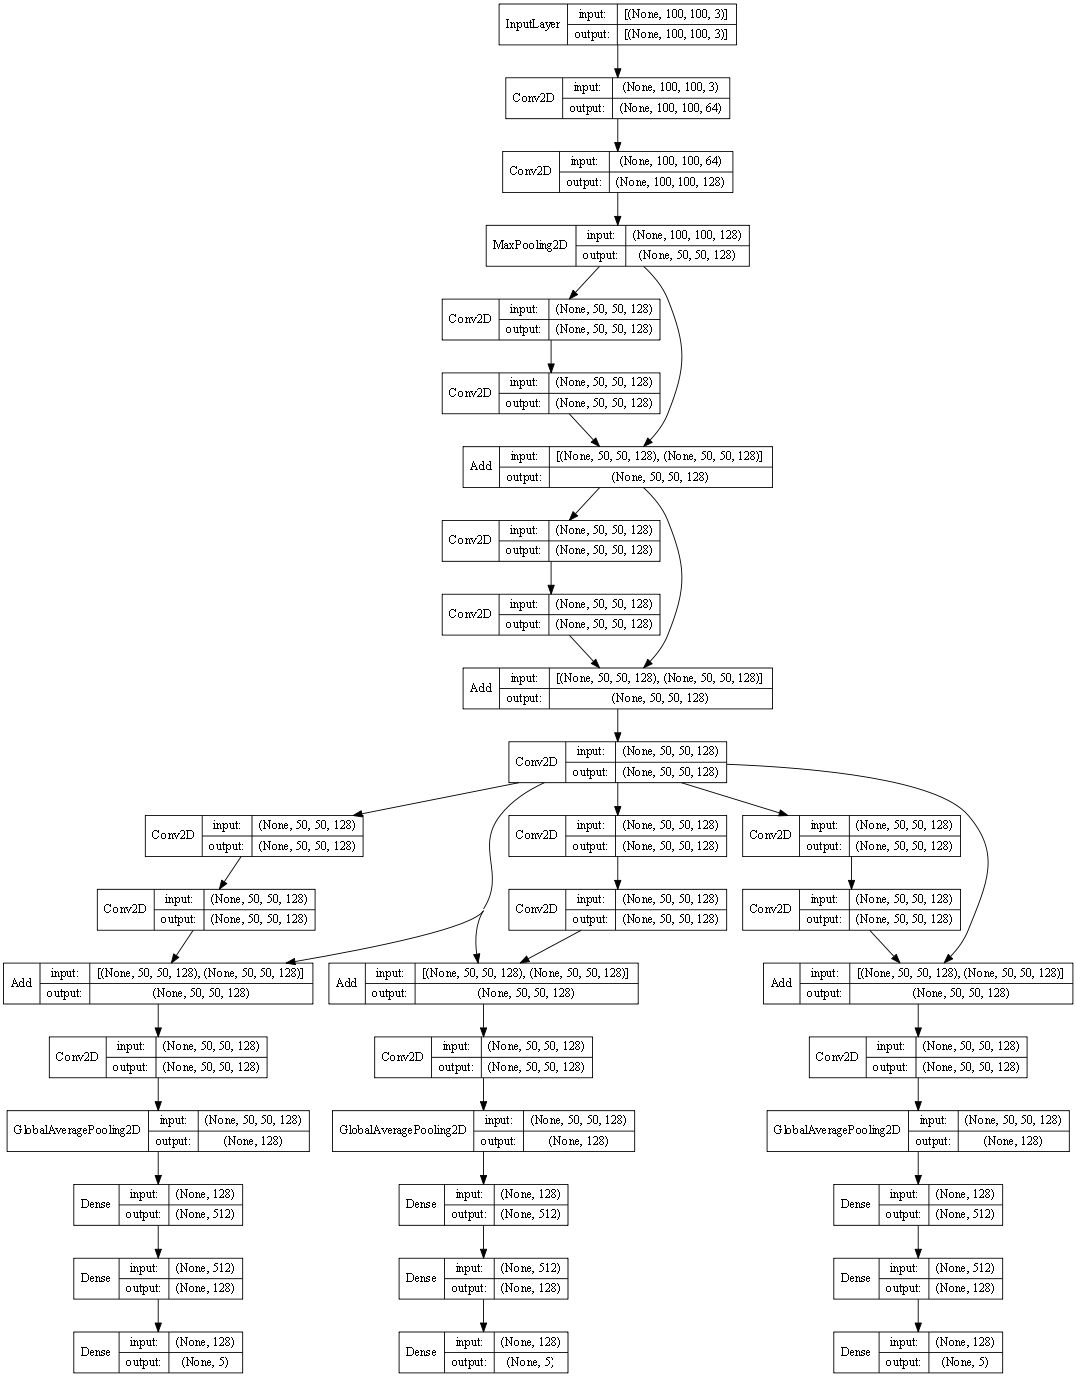 InputLayer input: [(None, 100, 100, 3)]
output: [(None, 100, 100, 3)]
Conv2D input: (None, 100, 100, 3)
output: (None, 100, 100, 64)
Conv2D input: (None, 100, 100, 64)
output: (None, 100, 100, 128)
MaxPooling2D input: (None, 100, 100, 128)
output: (None, 50, 50, 128)
Conv2D input: (None, 50, 50, 128)
output: (None, 50, 50, 128)
Conv2D input: (None, 50, 50, 128)
output: (None, 50, 50, 128)
Add input: [(None, 50, 50, 128), (None, 50, 50, 128)]
output: (None, 50, 50, 128)
Conv2D input: (None, 50, 50, 128)
output: (None, 50, 50, 128)
Conv2D input: (None, 50, 50, 128)
output: (None, 50, 50, 128)
Add input: [(None, 50, 50, 128), (None, 50, 50, 128)]
output: (None, 50, 50, 128)
Conv2D input: (None, 50, 50, 128)
output: (None, 50, 50, 128)
Conv2D input: (None, 50, 50, 128)
output: (None, 50, 50, 128)
Conv2D input: (None, 50, 50, 128)
output: (None, 50, 50, 128)
Conv2D input: (None, 50, 50, 128)
output: (None, 50, 50, 128)
Conv2D input: (None, 50, 50, 128)
output: (None, 50, 50, 128)
Conv2D input: (None, 50, 50, 128)
output: (None, 50, 50, 128)
Conv2D input: (None, 50, 50, 128)
output: (None, 50, 50, 128)
Add input: [(None, 50, 50, 128), (None, 50, 50, 128)]
output: (None, 50, 50, 128)
Add input: [(None, 50, 50, 128), (None, 50, 50, 128)]
output: (None, 50, 50, 128)
Add input: [(None, 50, 50, 128), (None, 50, 50, 128)]
output: (None, 50, 50, 128)
Conv2D input: (None, 50, 50, 128)
output: (None, 50, 50, 128)
Conv2D input: (None, 50, 50, 128)
output: (None, 50, 50, 128)
Conv2D input: (None, 50, 50, 128)
output: (None, 50, 50, 128)
GlobalAveragePooling2D input: (None, 50, 50, 128)
output: (None, 128)
GlobalAveragePooling2D input: (None, 50, 50, 128)
output: (None, 128)
GlobalAveragePooling2D input: (None, 50, 50, 128)
output: (None, 128)
Dense input: (None, 128)
output: (None, 512)
Dense input: (None, 128)
output: (None, 512)
Dense input: (None, 128)
output: (None, 512)
Dense input: (None, 512)
output: (None, 128)
Dense input: (None, 512)
output: (None, 128)
Dense input: (None, 512)
output: (None, 128)
Dense input: (None, 128)
output: (None, 5)
Dense input: (None, 128)
output: (None, 5)
Dense input: (None, 128)
output: (None, 5)